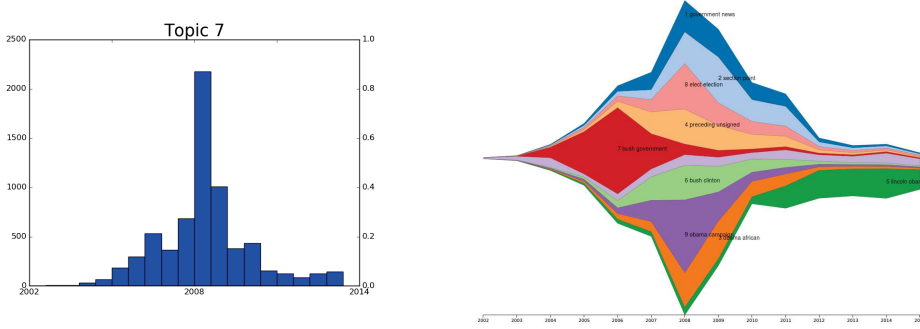 Topic 7
2500
2000
1500
1000
500
0
1.0
0.8
0.6
0.4
0.2
0.0
2002
2008
2014
1 government news
2 section point
8 elect election
4 preceding unsigned
7 bush government
6 bush clinton
5 lincoln obam
9 obama campaign
3 obama african
2002 2003 2004 2005 2006 2007 2008 2009 2010 2011 2012 2013 2014 201